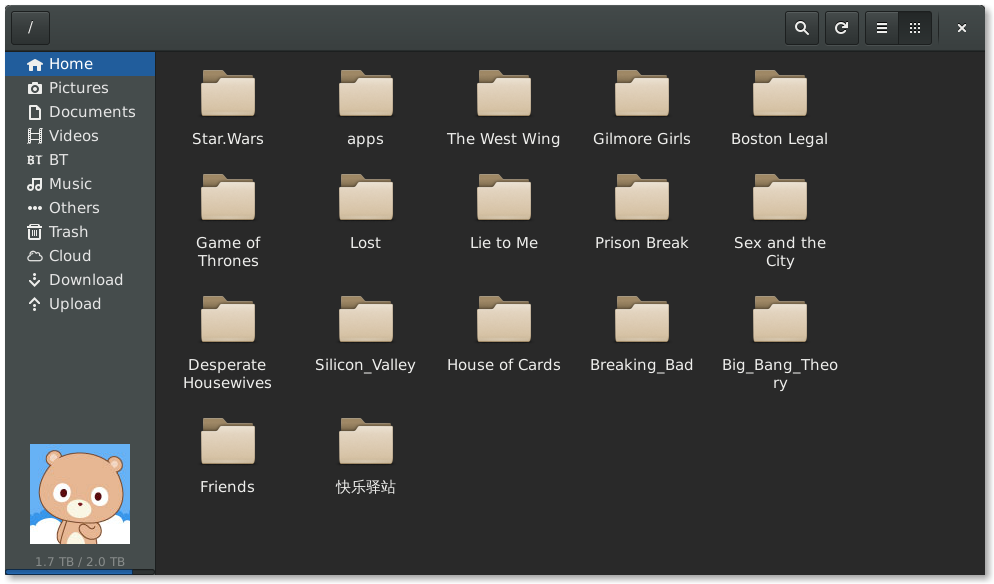 /
Home
Pictures
Documents
Videos
BT BT
Music
Others
Trash
Cloud
Download
Upload
1.7 TB / 2.0 TB
Star.Wars
apps
The West Wing
Gilmore Girls
Boston Legal
Game of
Thrones
Lost
Lie to Me
Prison Break
Sex and the
City
Desperate
Housewives
Silicon_Valley
House of Cards
Breaking_Bad
Big_Bang_Theo
ry
Friends
快乐驿站